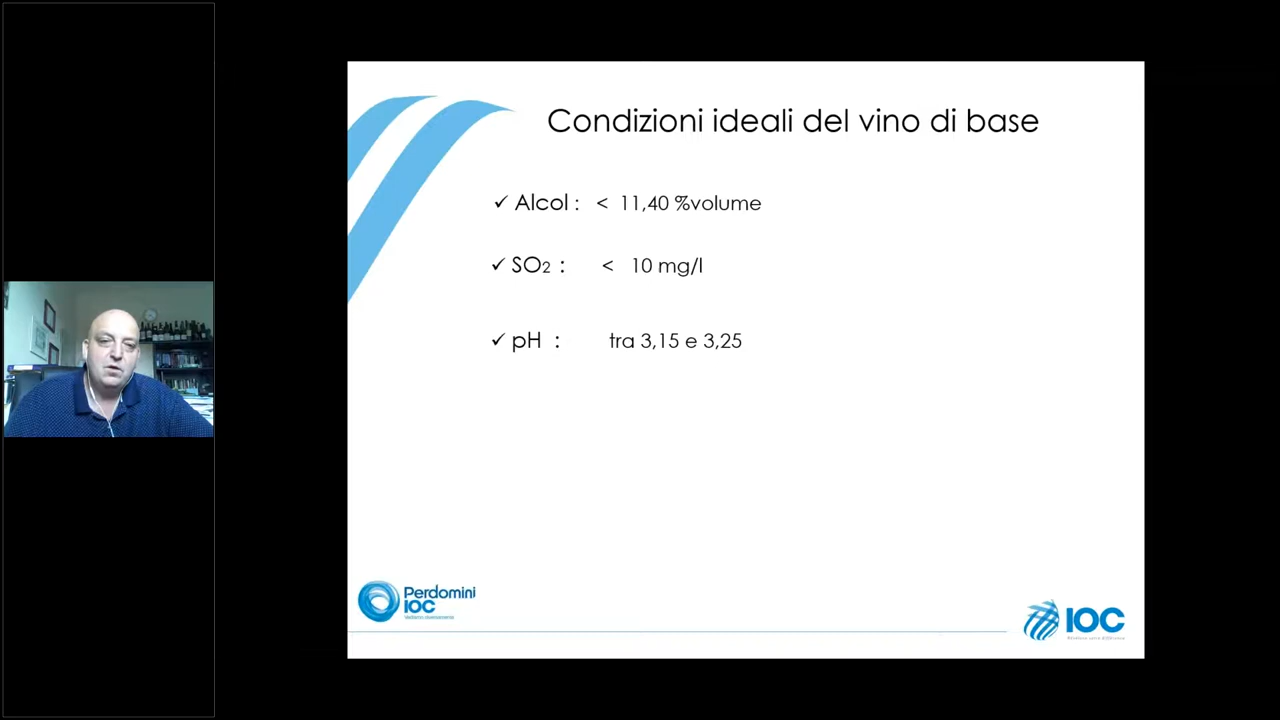 Condizioni ideali del vino di base
✓ Alcol : < 11,40 %volume
✓ SO2 : < 10 mg/l
✓ pH : tra 3,15 e 3,25
Perdomini
IOC
IOC